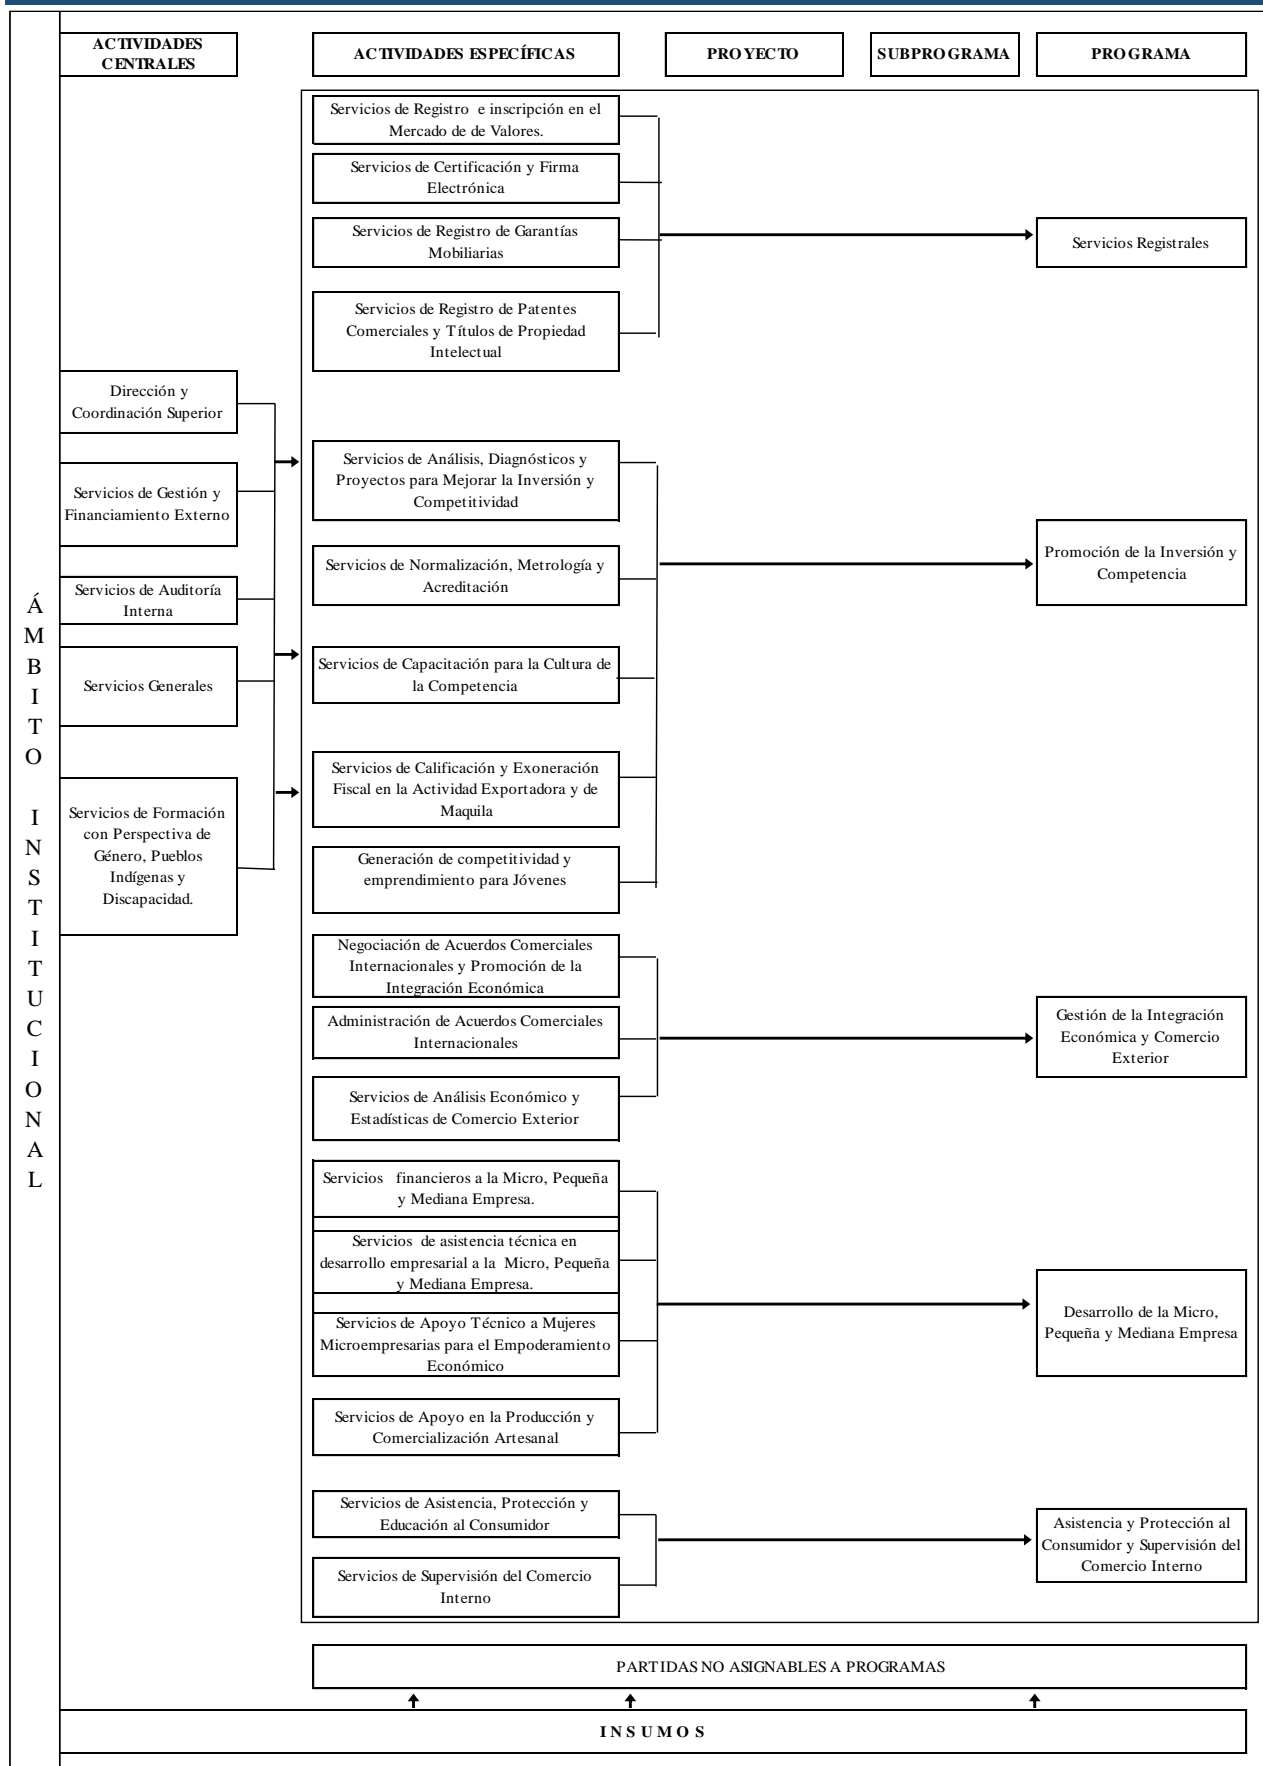 ACTIVIDADES
CENTRALES
ACTIVIDADES ESPECÍFICAS
PROYECTO
SUBPROGRAMA
PROGRAMA
ÁMBITO INSTITUCIONAL
Dirección y
Coordinación Superior
Servicios de Gestión y
Financiamiento Externo
Servicios de Auditoría
Interna
Servicios Generales
Servicios de Formación
con Perspectiva de
Género, Pueblos
Indígenas y
Discapacidad.
Servicios de Registro e inscripción en el
Mercado de de Valores.
Servicios de Certificación y Firma
Electrónica
Servicios de Registro de Garantías
Mobiliarias
Servicios de Registro de Patentes
Comerciales y Títulos de Propiedad
Intelectual
Servicios Registrales
Servicios de Análisis, Diagnósticos y
Proyectos para Mejorar la Inversión y
Competitividad
Servicios de Normalización, Metrología y
Acreditación
Servicios de Capacitación para la Cultura de
la Competencia
Servicios de Calificación y Exoneración
Fiscal en la Actividad Exportadora y de
Maquila
Generación de competitividad y
emprendimiento para Jóvenes
Promoción de la Inversión y
Competencia
Negociación de Acuerdos Comerciales
Internacionales y Promoción de la
Integración Económica
Administración de Acuerdos Comerciales
Internacionales
Servicios de Análisis Económico y
Estadísticas de Comercio Exterior
Gestión de la Integración
Económica y Comercio
Exterior
Servicios financieros a la Micro, Pequeña
y Mediana Empresa.
Servicios de asistencia técnica en
desarrollo empresarial a la Micro, Pequeña
y Mediana Empresa.
Servicios de Apoyo Técnico a Mujeres
Microempresarias para el Empoderamiento
Económico
Servicios de Apoyo en la Producción y
Comercialización Artesanal
Desarrollo de la Micro,
Pequeña y Mediana Empresa
Servicios de Asistencia, Protección y
Educación al Consumidor
Servicios de Supervisión del Comercio
Interno
Asistencia y Protección al
Consumidor y Supervisión del
Comercio Interno
PARTIDAS NO ASIGNABLES A PROGRAMAS
INSUMOS